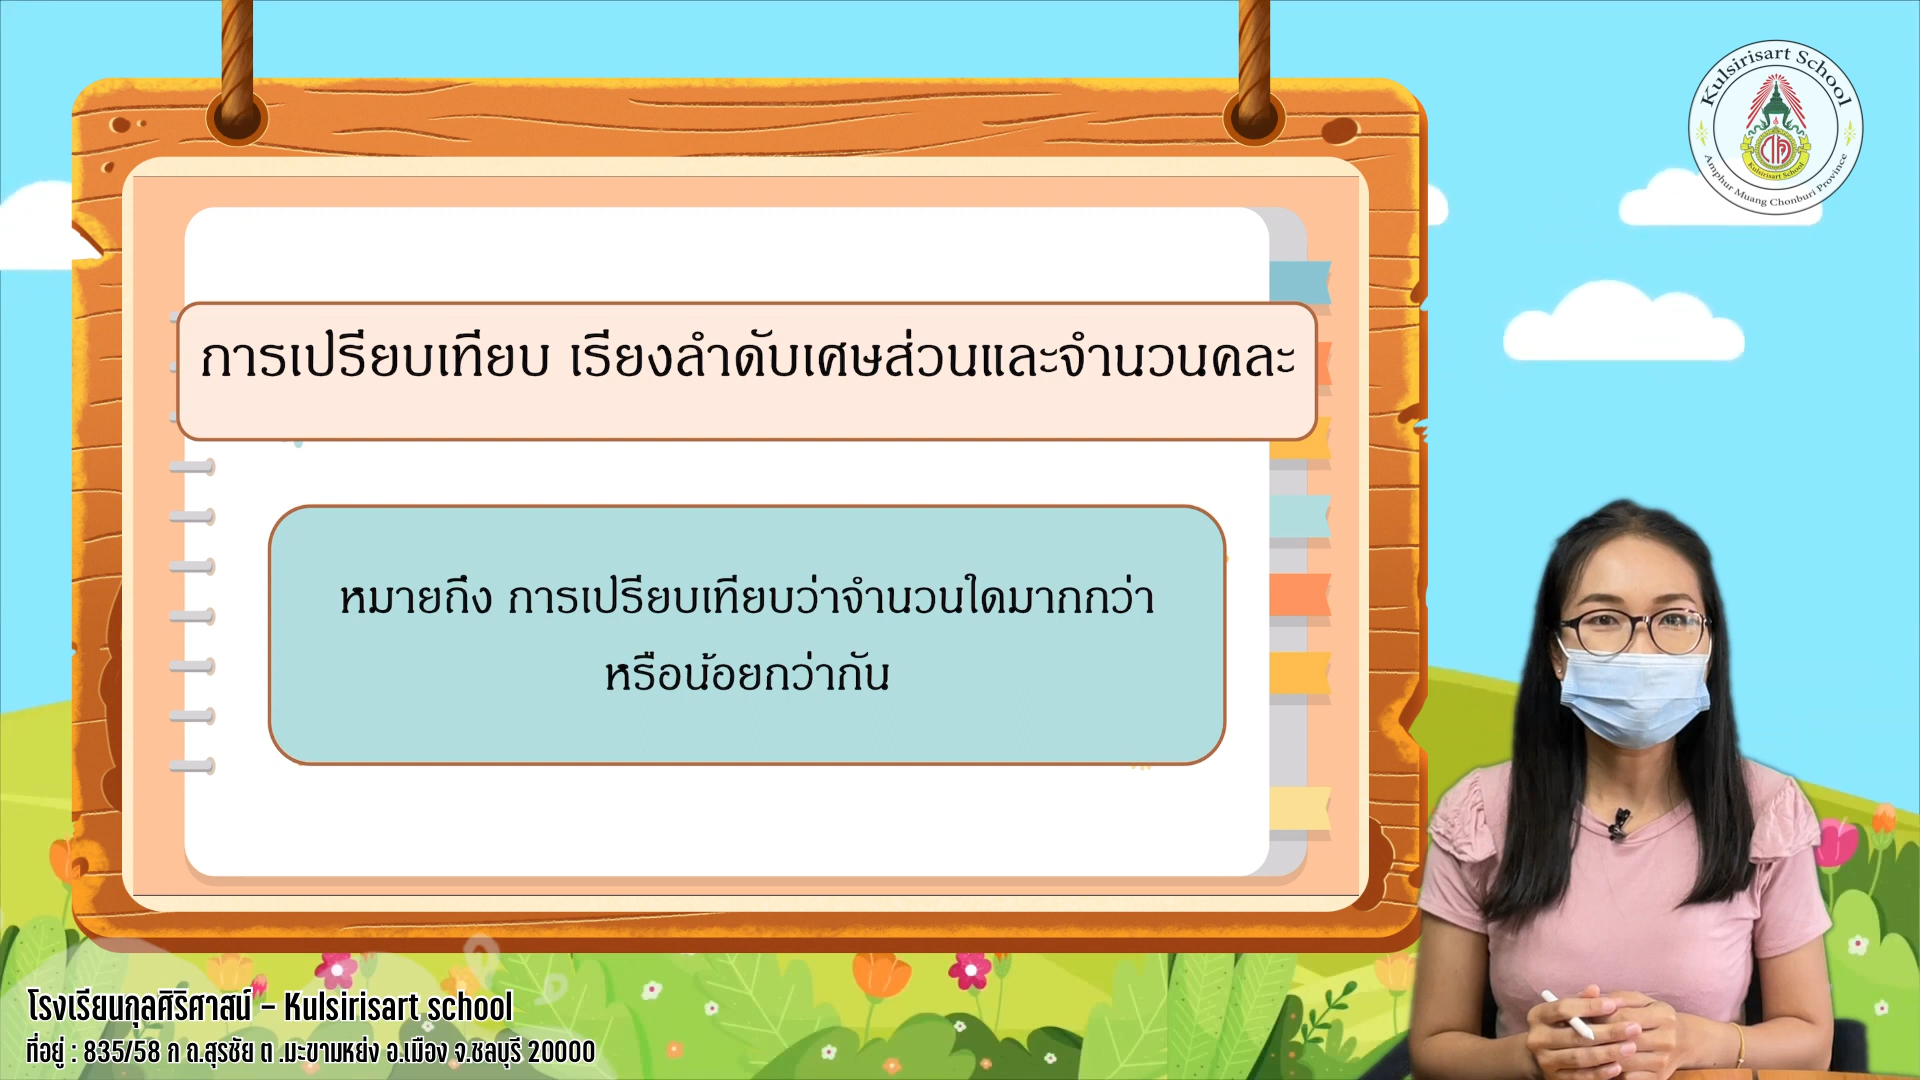 Kulsirisart School
Kulsirisart School
Amphur Muang Chonburi Province
การเปรียบเทียบ เรียงลำดับเศษส่วนและจำนวนคละ
หมายถึง การเปรียบเทียบว่าจำนวนใดมากกว่า
หรือน้อยกว่ากัน
โรงเรียนกุลศิริศาสน์ - Kulsirisart school
ที่อยู่ : 835/58 ก ถ.สุรชัย ต .มะขามหย่ง อ.เมือง จ.ชลบุรี 20000